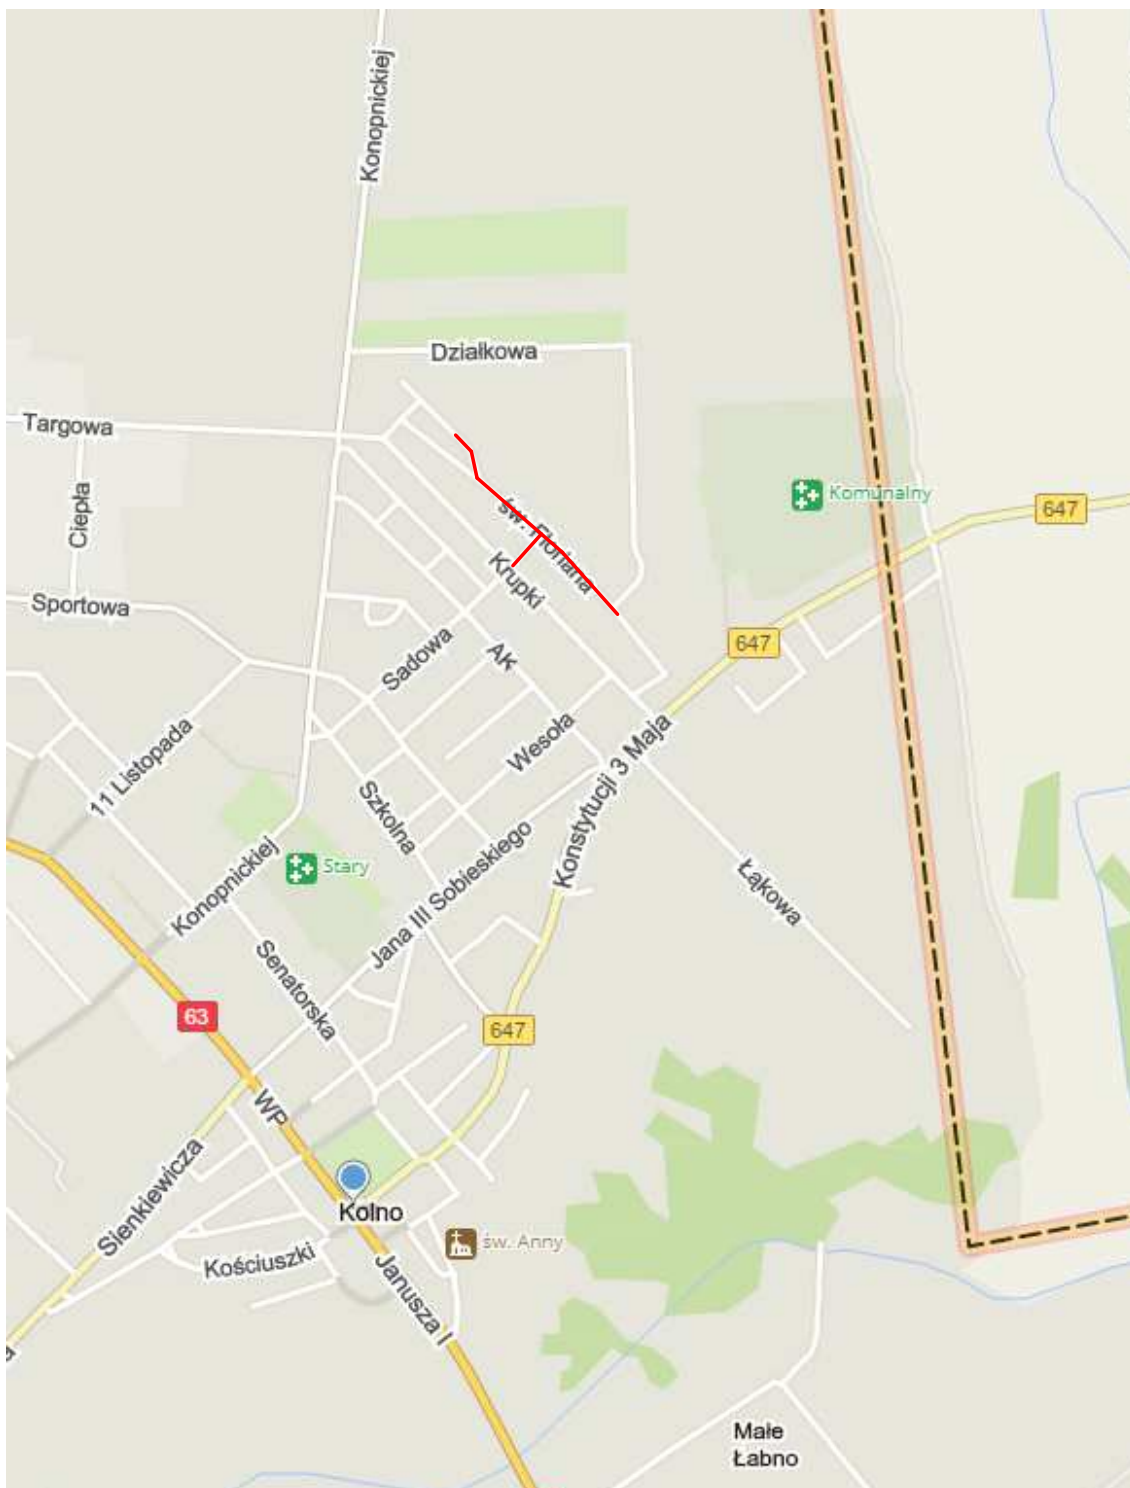 Konopnickiej
Działkowa
Targowa
Ciepła
Komunalny
647
św. Floriana
Krupki
Sportowa
647
Sadowa
AK
Wesoła
11 Listopada
Szkolna
Konstytucji 3 Maja
Stary
Konopnickiej
Jana III Sobieskiego
Łąkowa
Senatorska
63
647
WP
Sienkiewicza
Kolno
św. Anny
Kościuszki
Janusza I
Małe
Łabno